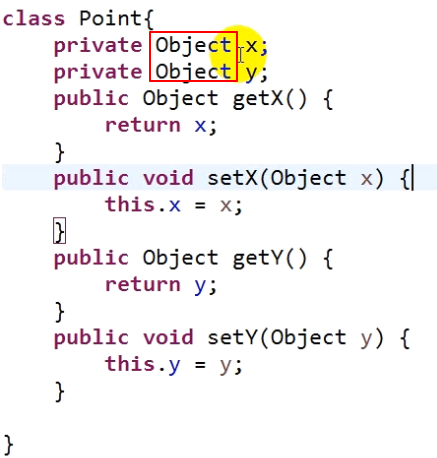 class Point{
    private Object x;
    private Object y;
    public Object getX() {
        return x;
    }
    public void setX(Object x) {
        this.x = x;
    }
    public Object getY() {
        return y;
    }
    public void setY(Object y) {
        this.y = y;
    }

}